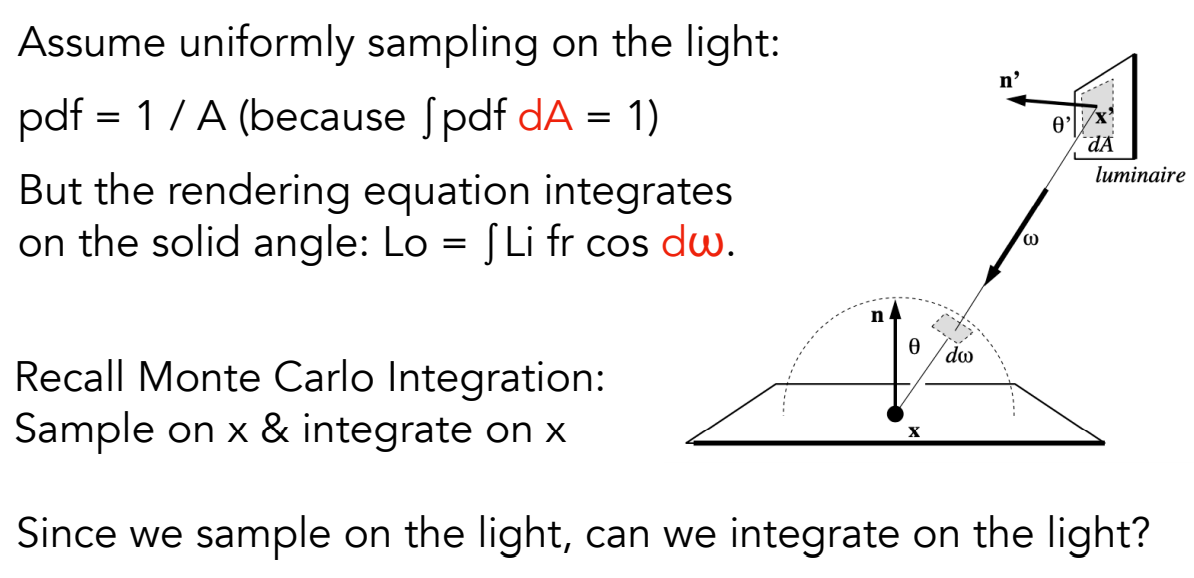 Assume uniformly sampling on the light:
pdf = 1 / A (because ∫pdf dA = 1)
But the rendering equation integrates
on the solid angle: Lo = ∫Li fr cos dω.
Recall Monte Carlo Integration:
Sample on x & integrate on x
Since we sample on the light, can we integrate on the light?
n’
θ’
x’
dA
luminaire
ω
n
θ
dω
x